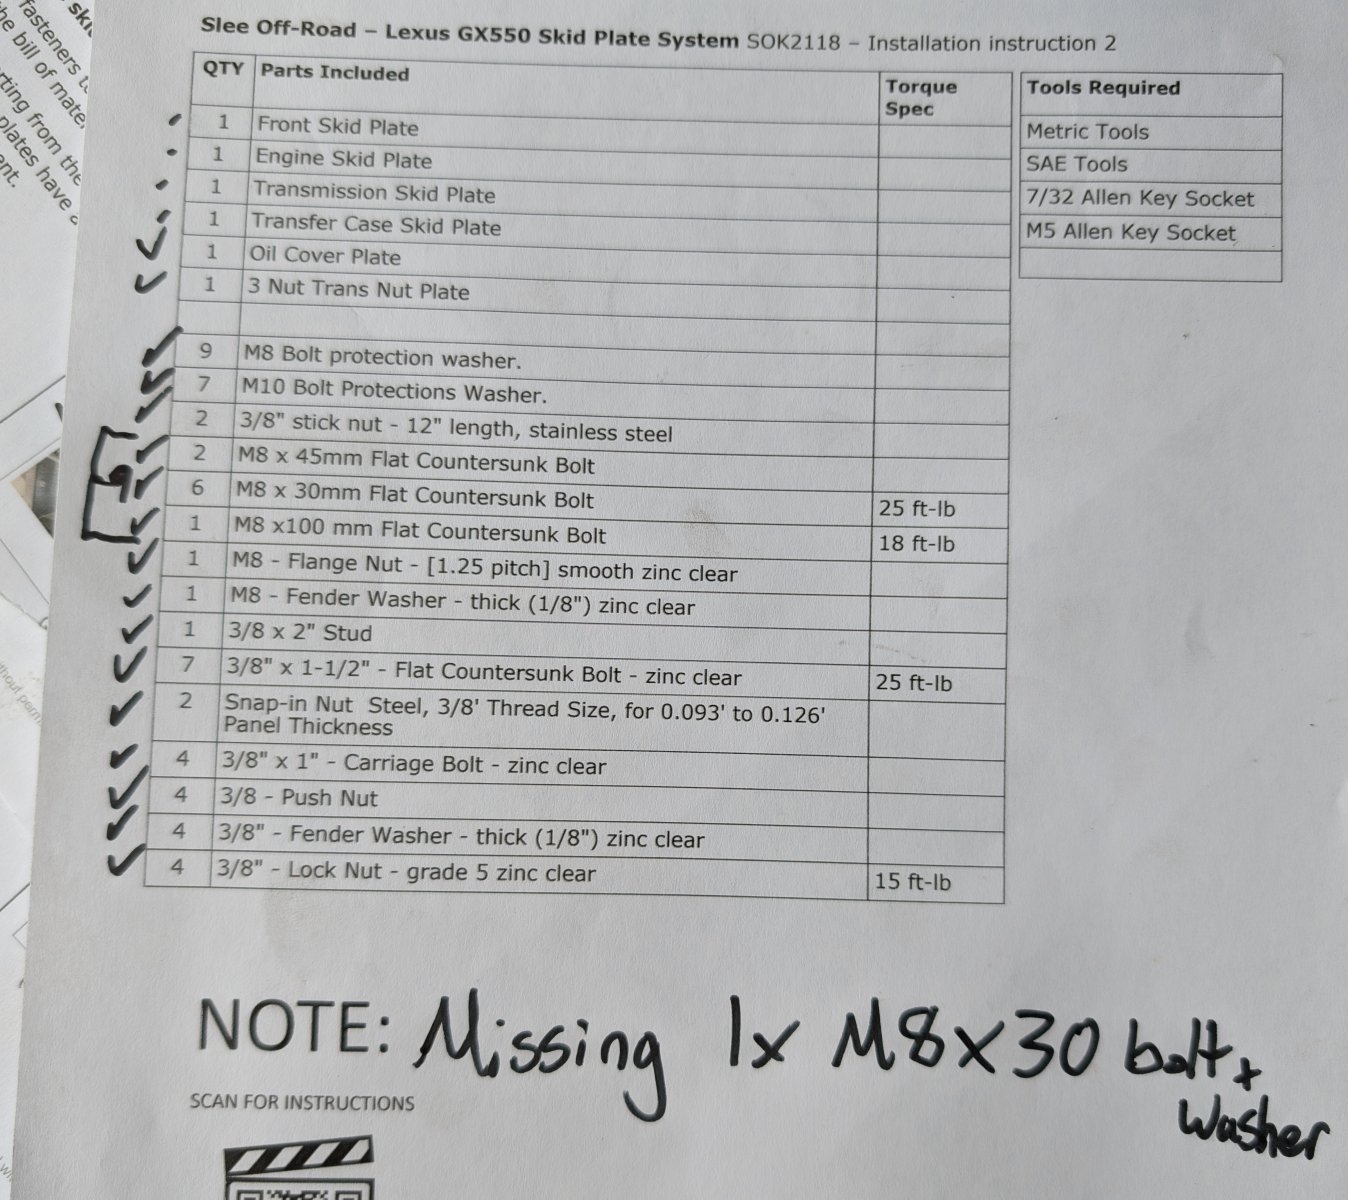 Slee Off-Road – Lexus GX550 Skid Plate System SOK2118 – Installation instruction 2
QTY Parts Included Torque Spec
1 Front Skid Plate
1 Engine Skid Plate
1 Transmission Skid Plate
1 Transfer Case Skid Plate
1 Oil Cover Plate
1 3 Nut Trans Nut Plate
9 M8 Bolt protection washer.
7 M10 Bolt Protections Washer.
2 3/8" stick nut - 12" length, stainless steel
2 M8 x 45mm Flat Countersunk Bolt
6 M8 x 30mm Flat Countersunk Bolt 25 ft-lb
1 M8 x100 mm Flat Countersunk Bolt 18 ft-lb
1 M8 - Flange Nut - [1.25 pitch] smooth zinc clear
1 M8 - Fender Washer - thick (1/8") zinc clear
1 3/8 x 2" Stud
7 3/8" x 1-1/2" - Flat Countersunk Bolt - zinc clear 25 ft-lb
2 Snap-in Nut Steel, 3/8' Thread Size, for 0.093' to 0.126'
Panel Thickness
4 3/8" x 1" - Carriage Bolt - zinc clear
4 3/8 - Push Nut
4 3/8" - Fender Washer - thick (1/8") zinc clear
4 3/8" - Lock Nut - grade 5 zinc clear 15 ft-lb
Tools Required
Metric Tools
SAE Tools
7/32 Allen Key Socket
M5 Allen Key Socket
9
NOTE: Missing 1x M8x30 bolt +
Washer
SCAN FOR INSTRUCTIONS
fasteners
bill of
rting from the
plates have
ent.